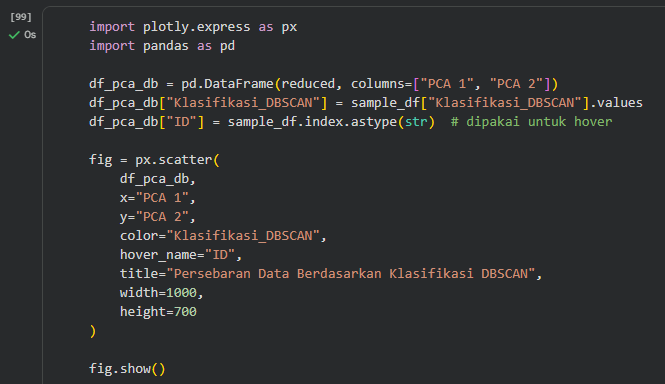 [99]
0s
import plotly.express as px
import pandas as pd
df_pca_db = pd.DataFrame(reduced, columns=["PCA 1", "PCA 2"])
df_pca_db["Klasifikasi_DBSCAN"] = sample_df["Klasifikasi_DBSCAN"].values
df_pca_db["ID"] = sample_df.index.astype(str)  # dipakai untuk hover
fig = px.scatter(
    df_pca_db,
    x="PCA 1",
    y="PCA 2",
    color="Klasifikasi_DBSCAN",
    hover_name="ID",
    title="Persebaran Data Berdasarkan Klasifikasi DBSCAN",
    width=1000,
    height=700
)
fig.show()